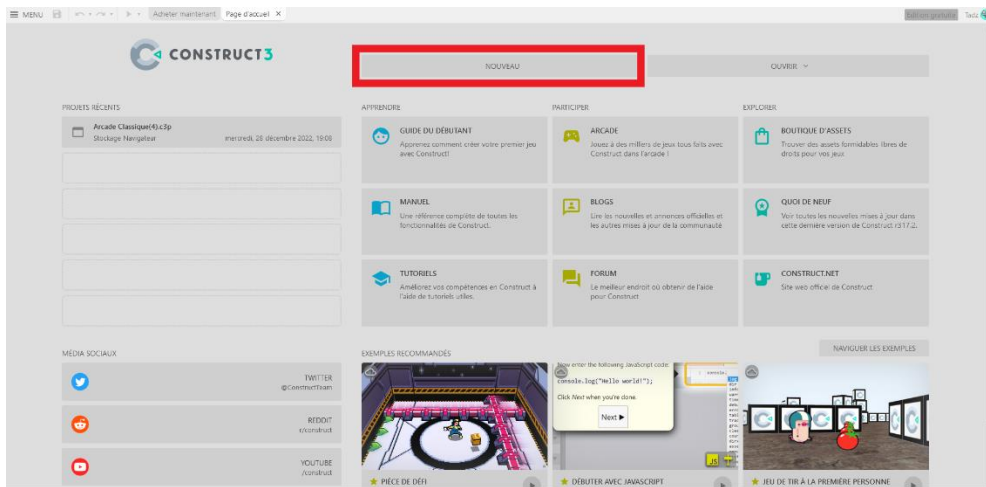 MENU
Acheter maintenant
Page d'accueil
Edition gratuite
Tadz
CONSTRUCT3
NOUVEAU
OUVRIR
PROJETS RÉCENTS
Arcade Classique(4).c3p
Stockage Navigateur
mercredi, 28 décembre 2022, 19:09
APPRENDRE
GUIDE DU DÉBUTANT
Apprenez comment créer votre premier jeu
avec Construct!
MANUEL
Une référence complète de toutes les
fonctionnalités de Construct.
TUTORIELS
Améliorez vos compétences en Construct à
l'aide de tutoriels utiles.
PARTICIPER
ARCADE
Jouez à des milliers de jeux tous faits avec
Construct dans l'arcade !
BLOGS
Lire les nouvelles et annonces officielles et
les autres mises à jour de la communauté
FORUM
Le meilleur endroit où obtenir de l'aide
pour Construct
EXPLORER
BOUTIQUE D'ASSETS
Trouver des assets formidables libres de
droits pour vos jeux
QUOI DE NEUF
Voir toutes les nouvelles mises à jour dans
cette dernière version de Construct r317.2.
CONSTRUCT.NET
Site web officiel de Construct
MÉDIA SOCIAUX
TWITTER
@ConstructTeam
REDDIT
r/construct
YOUTUBE
/construct
EXEMPLES RECOMMANDÉS
NAVIGUER LES EXEMPLES
Now enter the following JavaScript code:
console.log("Hello world!");
Click Next when you're done.
Next
JS
PIÈCE DE DÉFI
DÉBUTER AVEC JAVASCRIPT
JEU DE TIR À LA PREMIÈRE PERSONNE